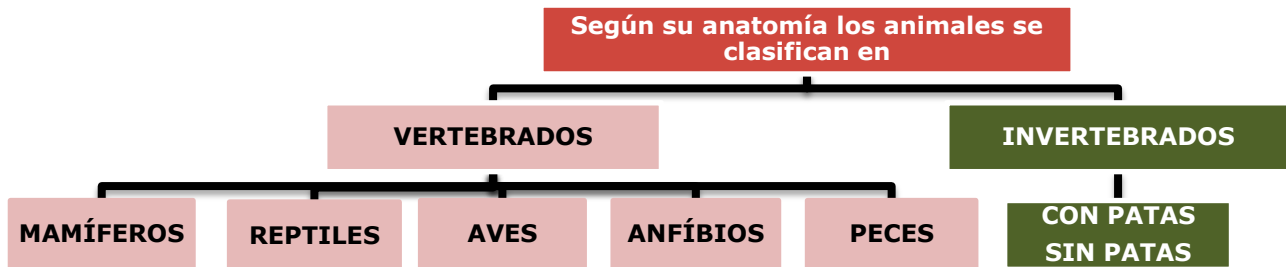 Según su anatomía los animales se
clasifican en
VERTEBRADOS
INVERTEBRADOS
MAMÍFEROS
REPTILES
AVES
ANFÍBIOS
PECES
CON PATAS
SIN PATAS